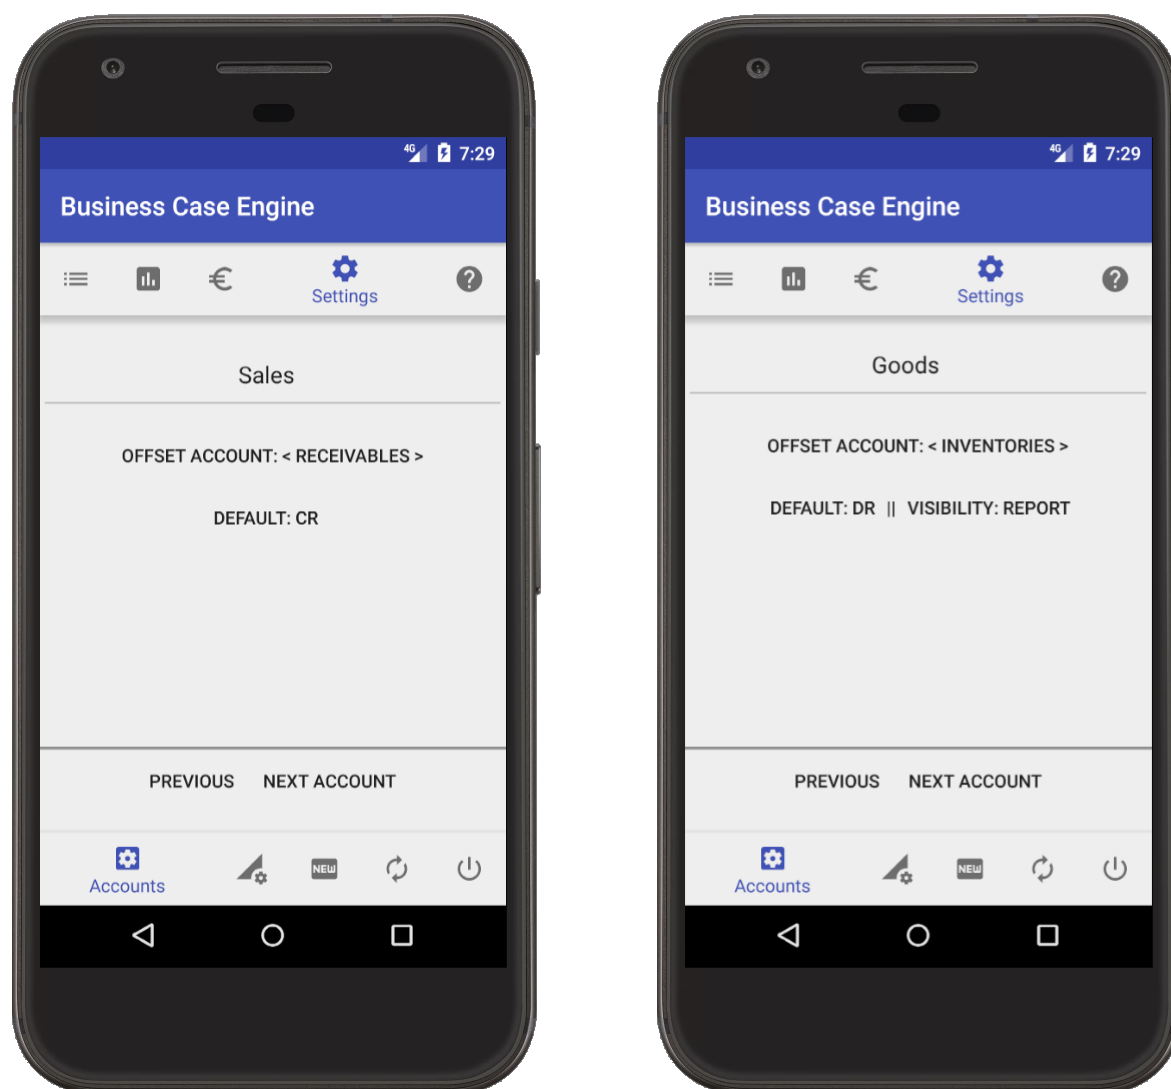 4G 7:29
Business Case Engine
Settings
Sales
OFFSET ACCOUNT: < RECEIVABLES >
DEFAULT: CR
PREVIOUS NEXT ACCOUNT
Accounts
NEW
4G 7:29
Business Case Engine
Settings
Goods
OFFSET ACCOUNT: < INVENTORIES >
DEFAULT: DR || VISIBILITY: REPORT
PREVIOUS NEXT ACCOUNT
Accounts
NEW